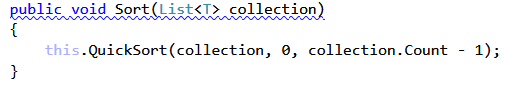 public void Sort(List<T> collection)
{
    this.QuickSort(collection, 0, collection.Count - 1);
}